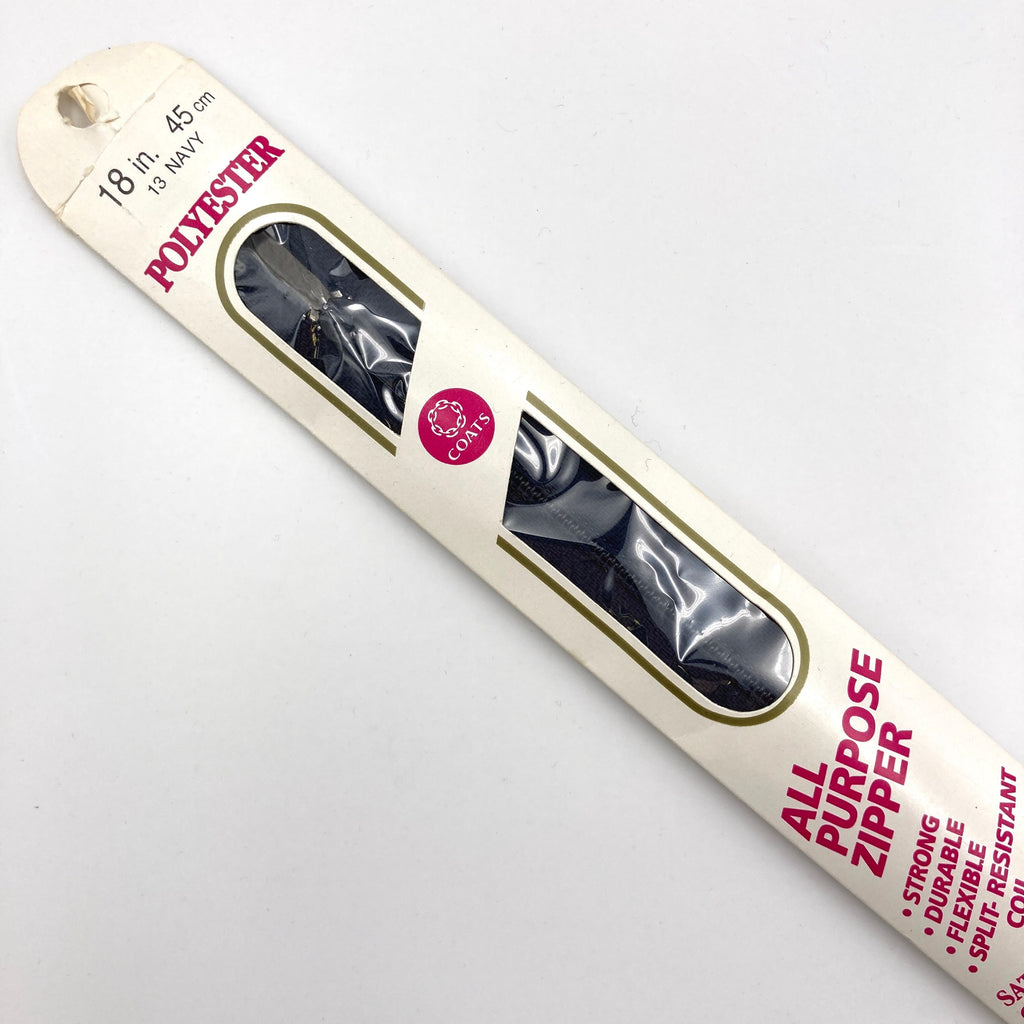 18 in. 45 cm
13 NAVY
POLYESTER
COATS
ALL
PURPOSE
ZIPPER
• STRONG
• DURABLE
• FLEXIBLE
• SPLIT-RESISTANT